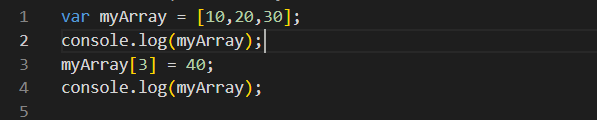 1 var myArray = [10,20,30];
2 console.log(myArray);
3 myArray[3] = 40;
4 console.log(myArray);
5